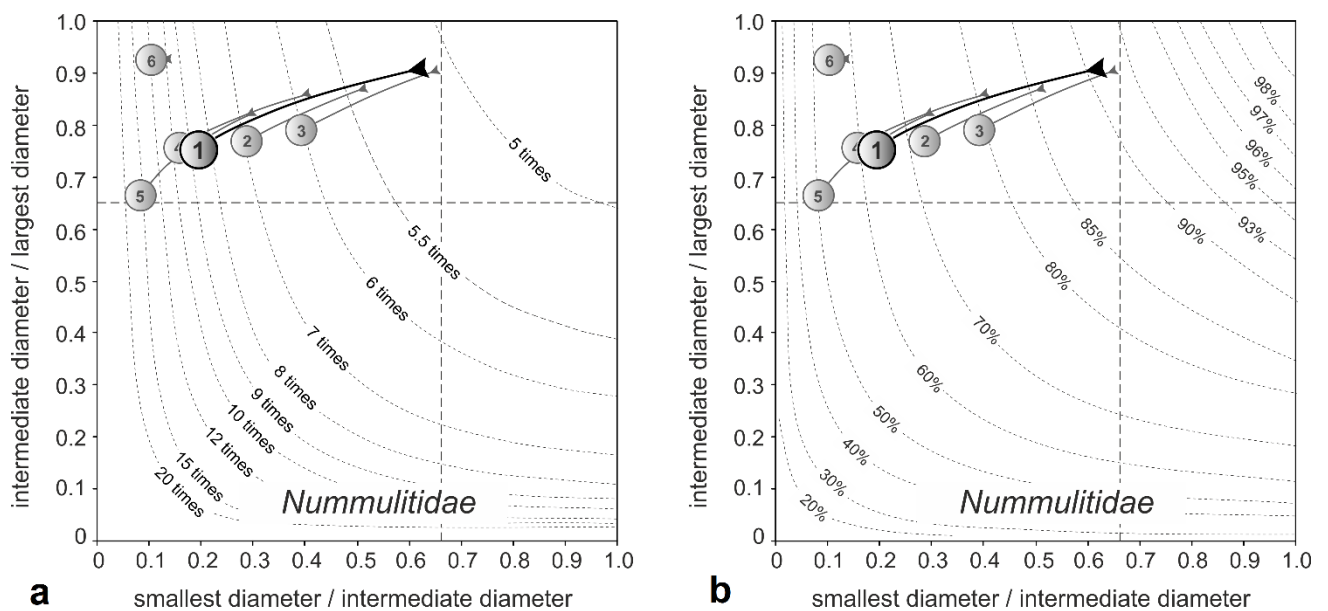 intermediate diameter / largest diameter
1.0
0.9
0.8
0.7
0.6
0.5
0.4
0.3
0.2
0.1
0
6
4
1
2
3
5
5 times
5.5 times
6 times
7 times
8 times
9 times
10 times
12 times
15 times
20 times
Nummulitidae
0 0.1 0.2 0.3 0.4 0.5 0.6 0.7 0.8 0.9 1.0
a
smallest diameter / intermediate diameter
intermediate diameter / largest diameter
1.0
0.9
0.8
0.7
0.6
0.5
0.4
0.3
0.2
0.1
0
6
4
1
2
3
5
98%
97%
96%
95%
93%
90%
85%
80%
70%
60%
50%
40%
30%
20%
Nummulitidae
0 0.1 0.2 0.3 0.4 0.5 0.6 0.7 0.8 0.9 1.0
b
smallest diameter / intermediate diameter